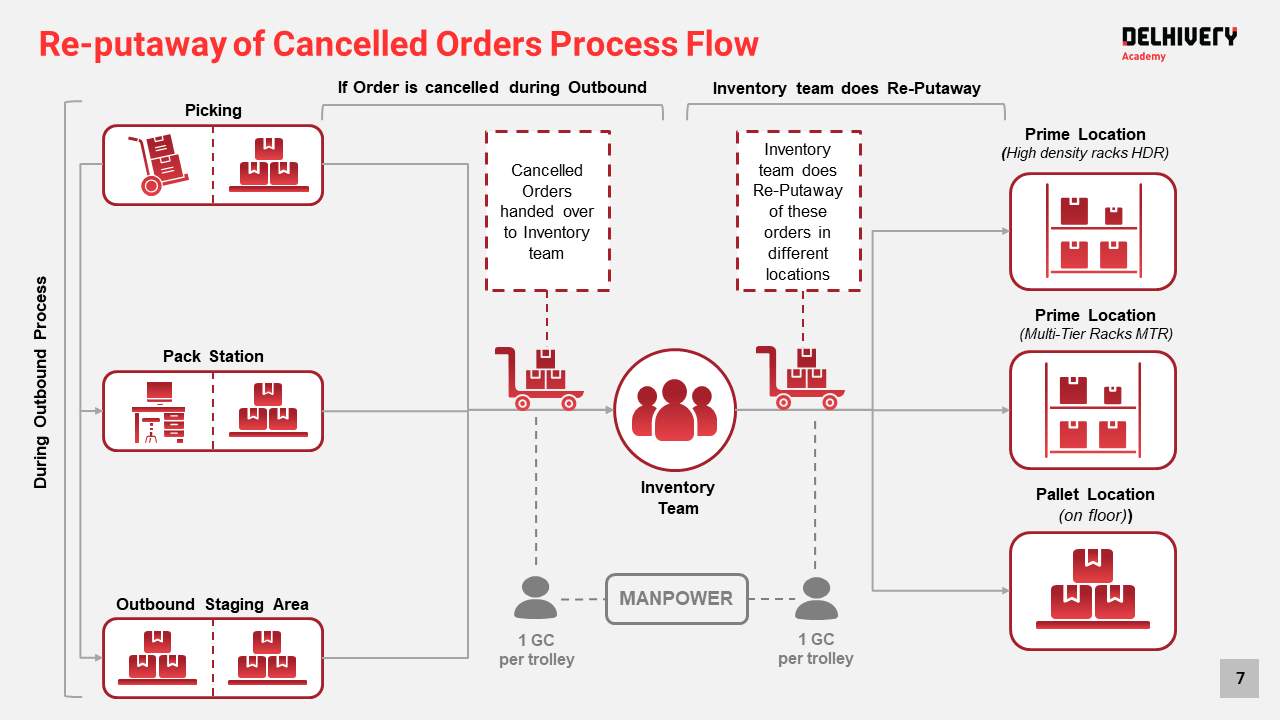 Re-putaway of Cancelled Orders Process Flow
DELHIVERY
Academy
If Order is cancelled during Outbound
Inventory team does Re-Putaway
During Outbound Process
Picking
Pack Station
Outbound Staging Area
Cancelled
Orders
handed over
to Inventory
team
Inventory
team does
Re-Putaway
of these
orders in
different
locations
Inventory
Team
MANPOWER
1 GC
per trolley
1 GC
per trolley
Prime Location
(High density racks HDR)
Prime Location
(Multi-Tier Racks MTR)
Pallet Location
(on floor))
7